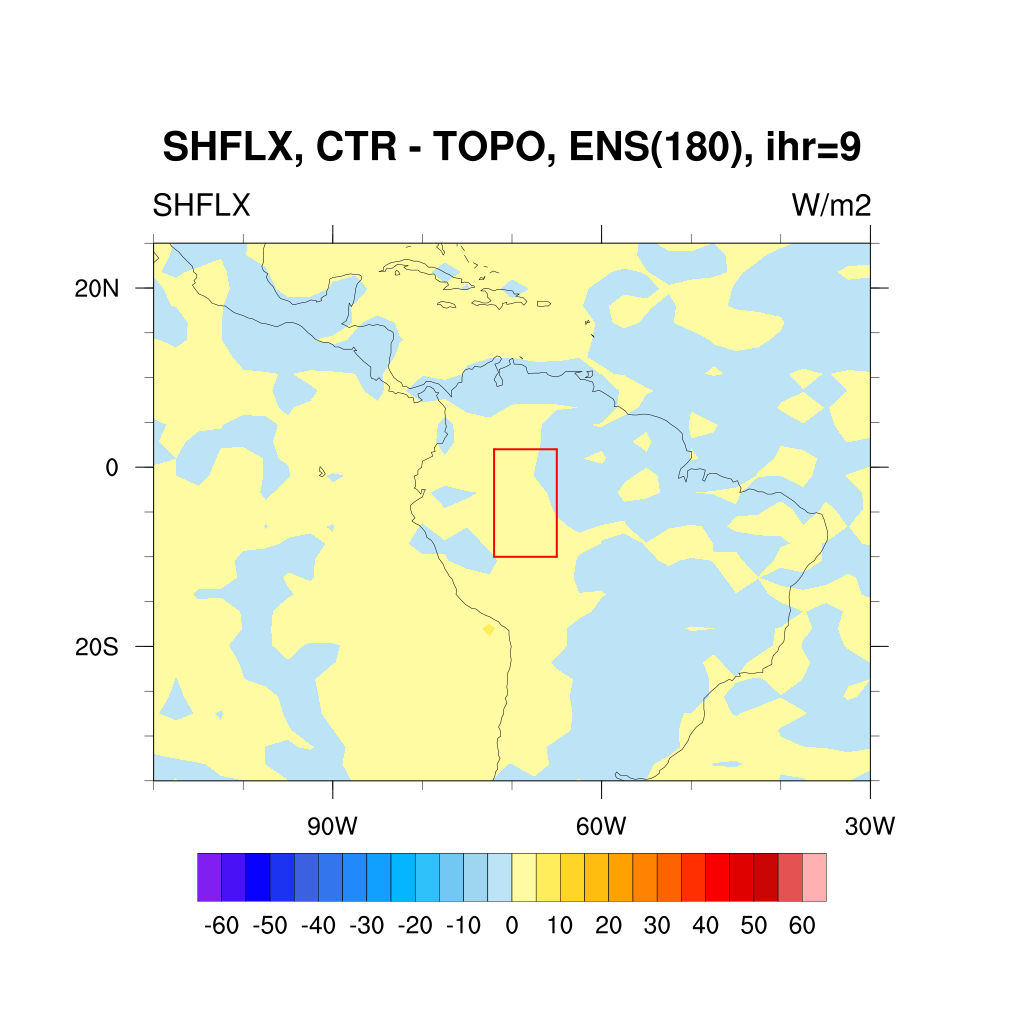 SHFLX, CTR - TOPO, ENS(180), ihr=9
SHFLX W/m2
20N
0
20S
90W 60W 30W
-60 -50 -40 -30 -20 -10 0 10 20 30 40 50 60